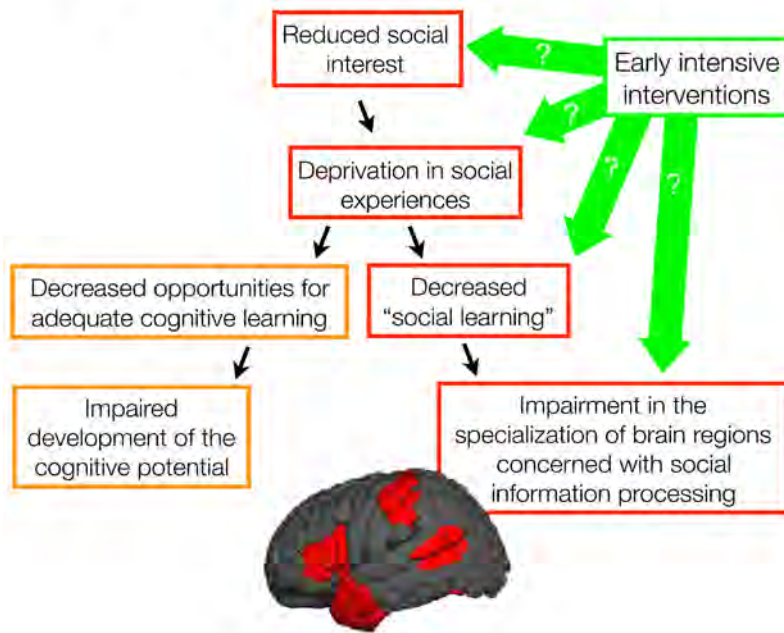 Reduced social
interest
?
Early intensive
interventions
?
?
?
Deprivation in social
experiences
Decreased opportunities for
adequate cognitive learning
Decreased
“social learning”
Impaired
development of the
cognitive potential
Impairment in the
specialization of brain regions
concerned with social
information processing